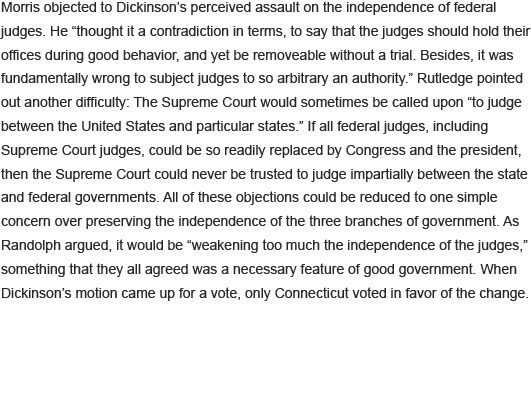 Morris objected to Dickinson’s perceived assault on the independence of federal
judges. He “thought it a contradiction in terms, to say that the judges should hold their
offices during good behavior, and yet be removeable without a trial. Besides, it was
fundamentally wrong to subject judges to so arbitrary an authority.” Rutledge pointed
out another difficulty: The Supreme Court would sometimes be called upon “to judge
between the United States and particular states.” If all federal judges, including
Supreme Court judges, could be so readily replaced by Congress and the president,
then the Supreme Court could never be trusted to judge impartially between the state
and federal governments. All of these objections could be reduced to one simple
concern over preserving the independence of the three branches of government. As
Randolph argued, it would be “weakening too much the independence of the judges,”
something that they all agreed was a necessary feature of good government. When
Dickinson’s motion came up for a vote, only Connecticut voted in favor of the change.